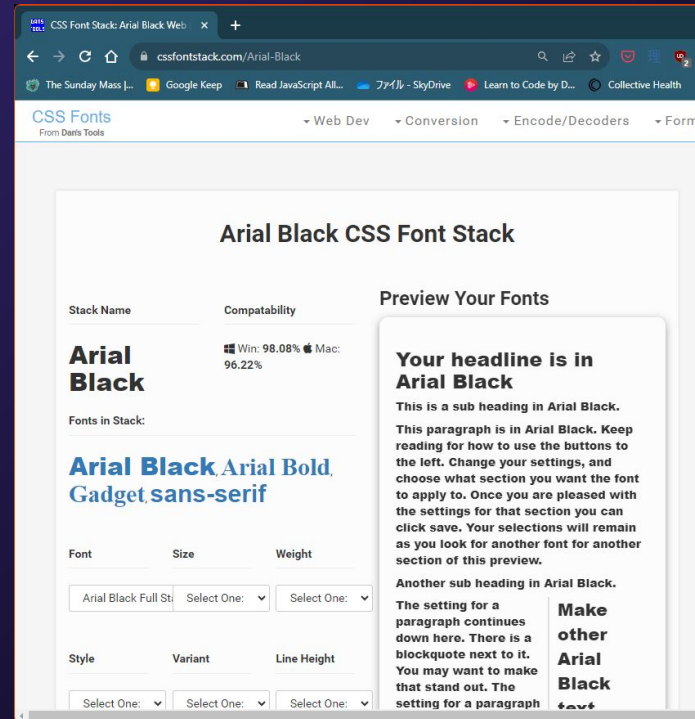 CSS Font Stack: Arial Black Web
cssfontstack.com/Arial-Black
The Sunday Mass |... Google Keep Read JavaScript All... ファイル - SkyDrive Learn to Code by D... Collective Health
CSS Fonts
From Dan's Tools
Web Dev Conversion Encode/Decoders Form
Arial Black CSS Font Stack
Stack Name Compatability
Arial
Black
Win: 98.08% Mac:
96.22%
Fonts in Stack:
Arial Black, Arial Bold,
Gadget, sans-serif
Font Size Weight
Arial Black Full Sta Select One: Select One:
Style Variant Line Height
Select One: Select One: Select One:
Preview Your Fonts
Your headline is in
Arial Black
This is a sub heading in Arial Black.
This paragraph is in Arial Black. Keep
reading for how to use the buttons to
the left. Change your settings, and
choose what section you want the font
to apply to. Once you are pleased with
the settings for that section you can
click save. Your selections will remain
as you look for another font for another
section of this preview.
Another sub heading in Arial Black.
The setting for a
paragraph continues
down here. There is a
blockquote next to it.
You may want to make
that stand out. The
setting for a paragraph
Make
other
Arial
Black
text